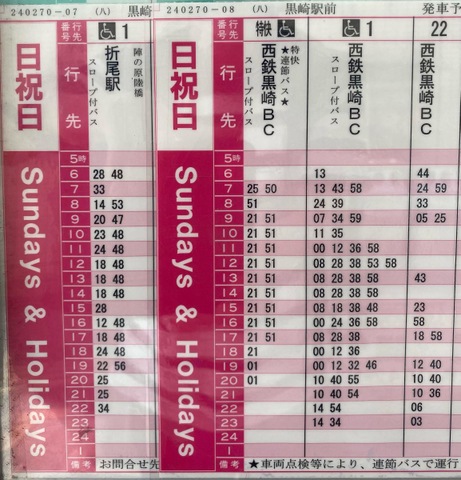 240270-07 (八) 黒崎
日祝日
番行
号先
行先
1
陣の原陸橋
折尾駅
スロープ付バス
Sundays & Holidays
5時
6 28 48
7 33
8 14 53
9 20 47
10 23 48
11 24 48
12 18 48
13 18 48
14 18 48
15 28
16 12 48
17 18 48
18 24 48
19 22 56
20 25
21 25
22 34
23
24
1
備考 お問合せ先
240270-08 (八) 黒崎駅前 発車予
日祝日
番行
号先
行先
特快 1 22
特快
★連節バス★
西鉄黒崎BC
スロープ付バス
西鉄黒崎BC
スロープ付バス
西鉄黒崎BC
Sundays & Holidays
5時
6 13 44
7 25 50 13 43 58 24 59
8 51 24 39 33
9 21 51 07 34 59 05 25
10 21 51 11 35
11 21 51 00 12 36 58
12 21 51 08 28 38 53 58
13 21 51 08 28 38 58 43
14 21 51 08 28 38 58
15 21 51 08 18 38 48 23
16 21 51 00 24 36 58 58
17 21 51 08 28 38 18 58
18 21 00 12 36
19 01 00 12 32 46 12 40
20 01 10 40 55 10 40
21 10 40 54 10 36
22 14 54 06
23 14 34 03
24
1
備考 ★車両点検等により、連節バスで運行